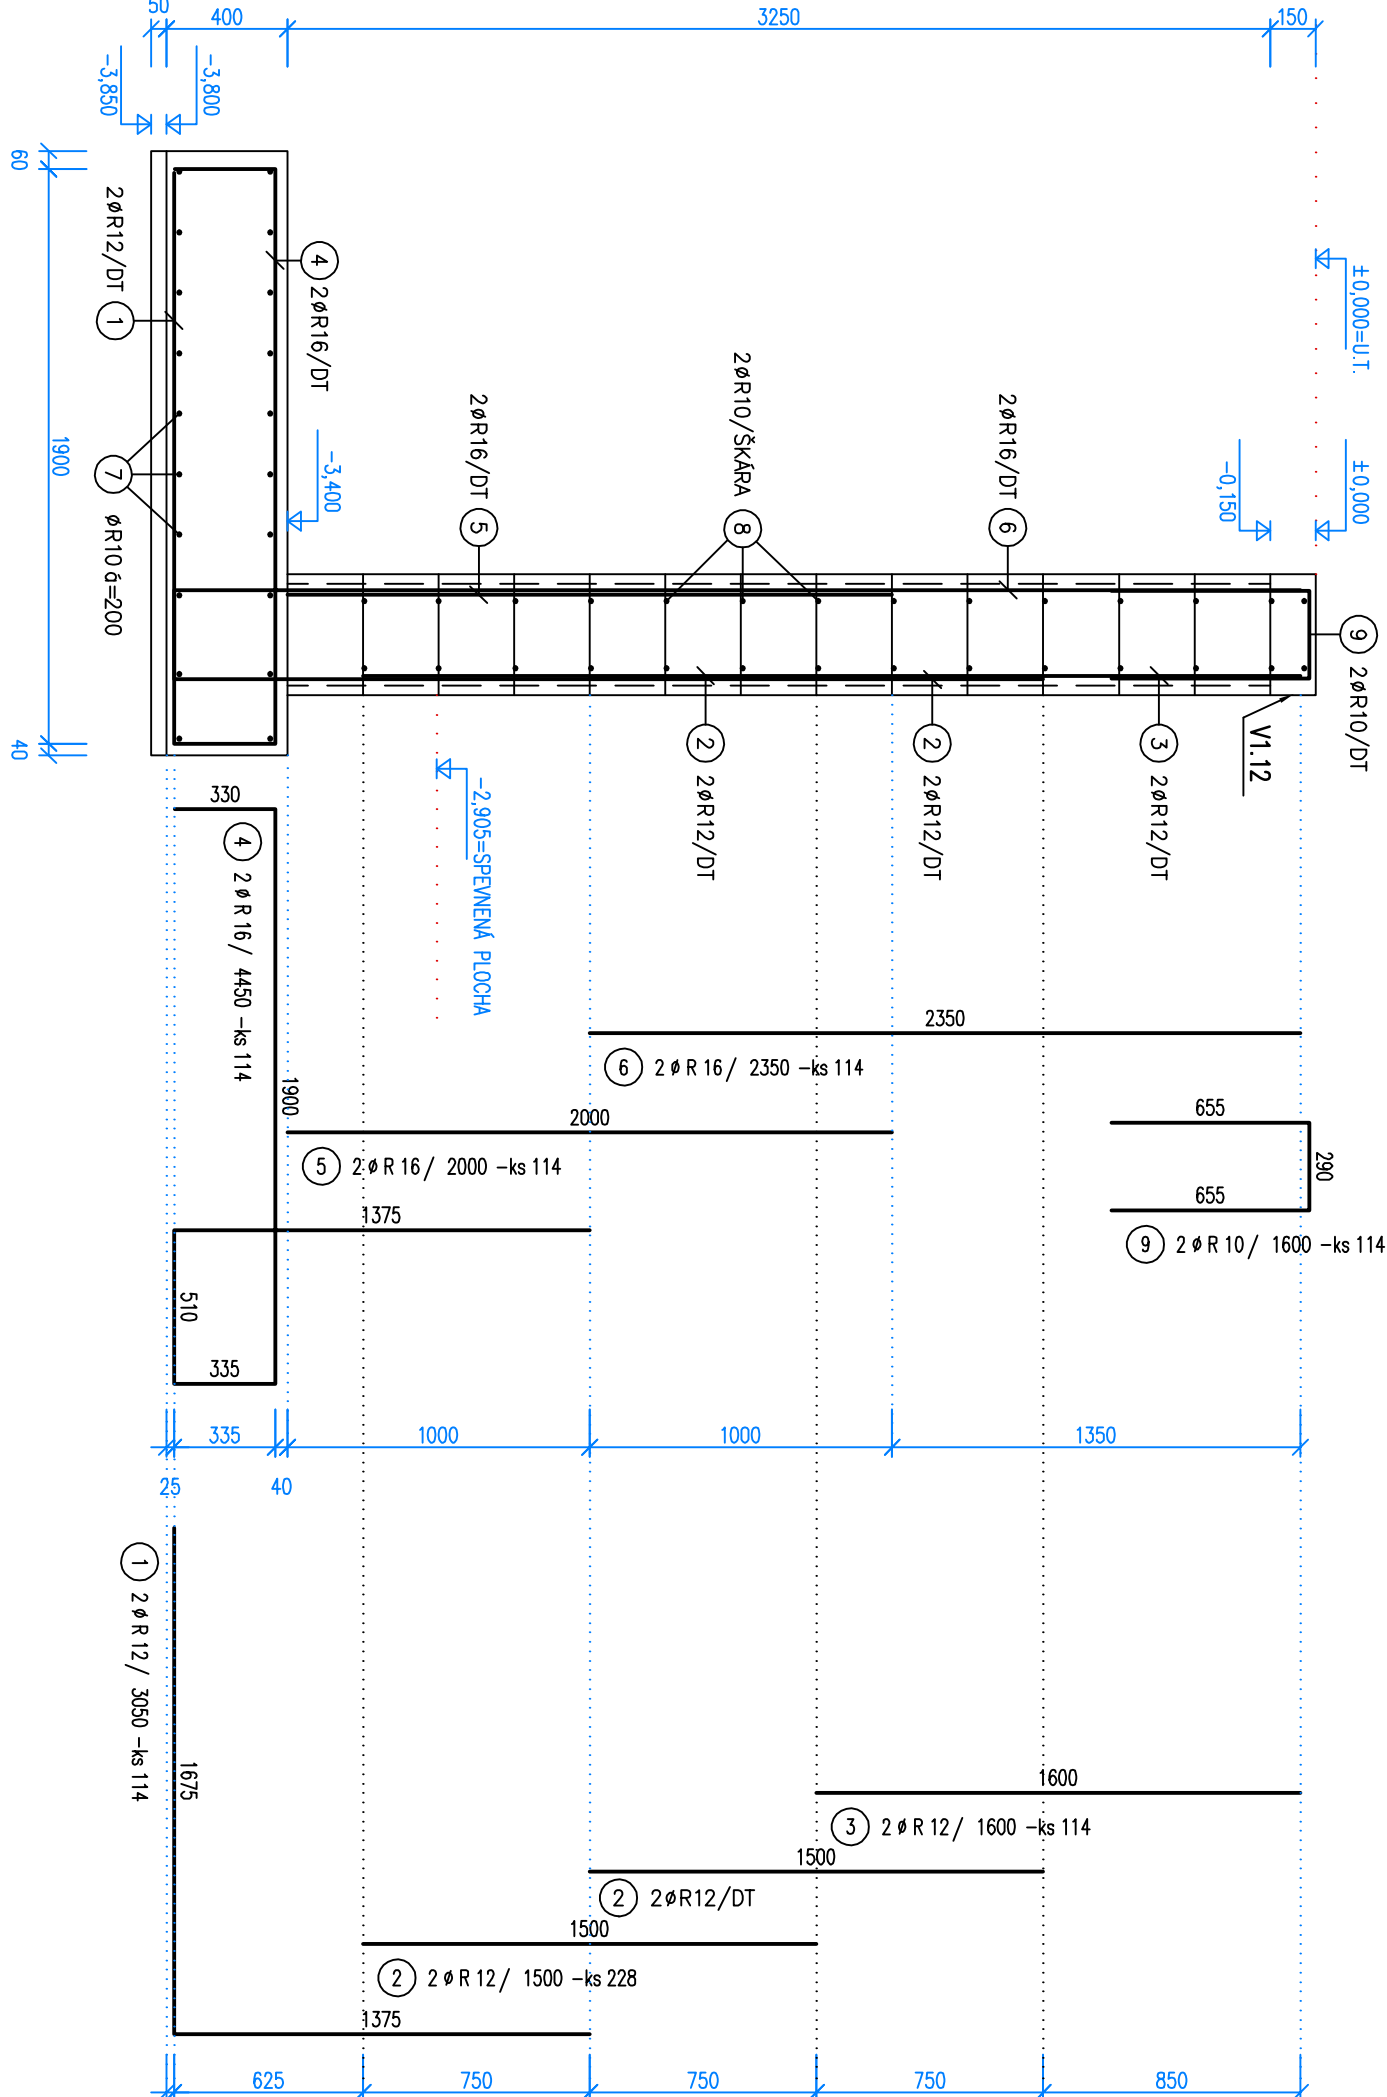 50
400
3250
150
-3,850
-3,800
±0,000=U.T.
±0,000
-0,150
-3,400
60
1900
40
2øR12/DT
1
4
2øR16/DT
7
øR10 á=200
2øR16/DT
5
2øR10/ŠKÁRA
8
2øR16/DT
6
9
2øR10/DT
V1.12
2
2øR12/DT
2
2øR12/DT
3
2øR12/DT
-2,905=SPEVNENÁ PLOCHA
330
4
2 ø R 16 / 4450 -ks 114
1900
2350
6
2 ø R 16 / 2350 -ks 114
2000
5
2 ø R 16 / 2000 -ks 114
655
290
655
9
2 ø R 10 / 1600 -ks 114
1375
510
335
335
1000
1000
1350
25
40
1
2 ø R 12 / 3050 -ks 114
1675
1600
3
2 ø R 12 / 1600 -ks 114
1500
2
2øR12/DT
1500
2
2 ø R 12 / 1500 -ks 228
1375
625
750
750
750
850